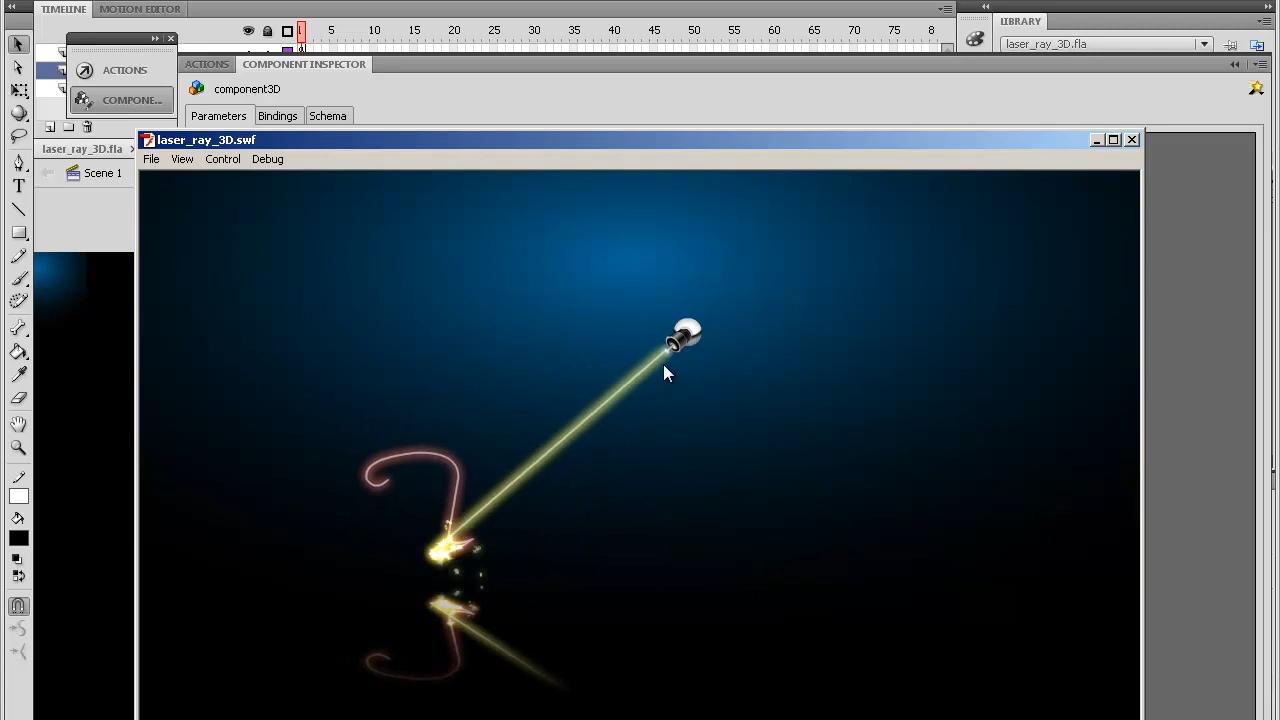 TIMELINE MOTION EDITOR
5 10 15 20 25 30 35 40 45 50 55 60 65 70 75 80 8
LIBRARY
laser_ray_3D.fla
ACTIONS
COMPONE...
ACTIONS COMPONENT INSPECTOR
component3D
Parameters Bindings Schema
laser_ray_3D.swf
File View Control Debug
laser_ray_3D.fla
Scene 1
T